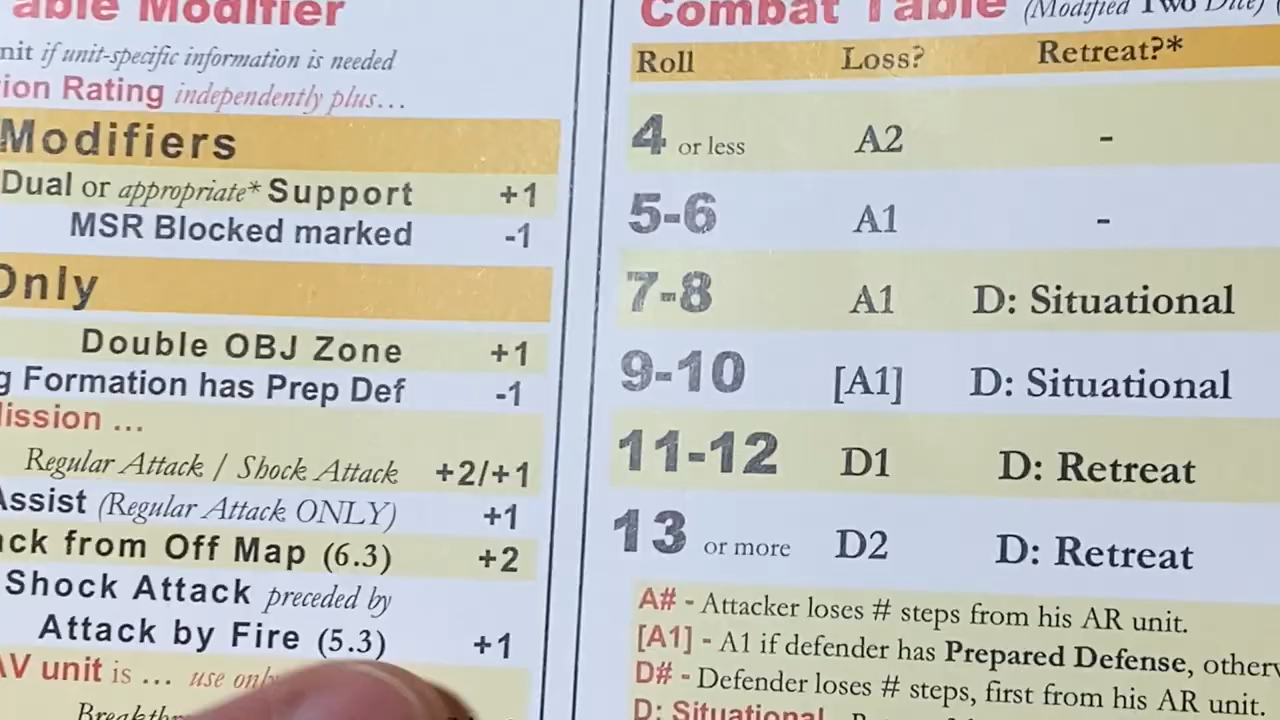 able Modifier
nit if unit-specific information is needed
ion Rating independently plus...
Modifiers
Dual or appropriate* Support +1
MSR Blocked marked -1
Only
Double OBJ Zone +1
g Formation has Prep Def -1
ission ...
Regular Attack / Shock Attack +2/+1
Assist (Regular Attack ONLY) +1
ck from Off Map (6.3) +2
Shock Attack preceded by
Attack by Fire (5.3) +1
AV unit is ... use only
Combat Table (Modified Two Dice)
Roll Loss? Retreat?*
4 or less A2 -
5-6 A1 -
7-8 A1 D: Situational
9-10 [A1] D: Situational
11-12 D1 D: Retreat
13 or more D2 D: Retreat
A# - Attacker loses # steps from his AR unit.
[A1] - A1 if defender has Prepared Defense, otherw
D# - Defender loses # steps, first from his AR unit.
D: Situational